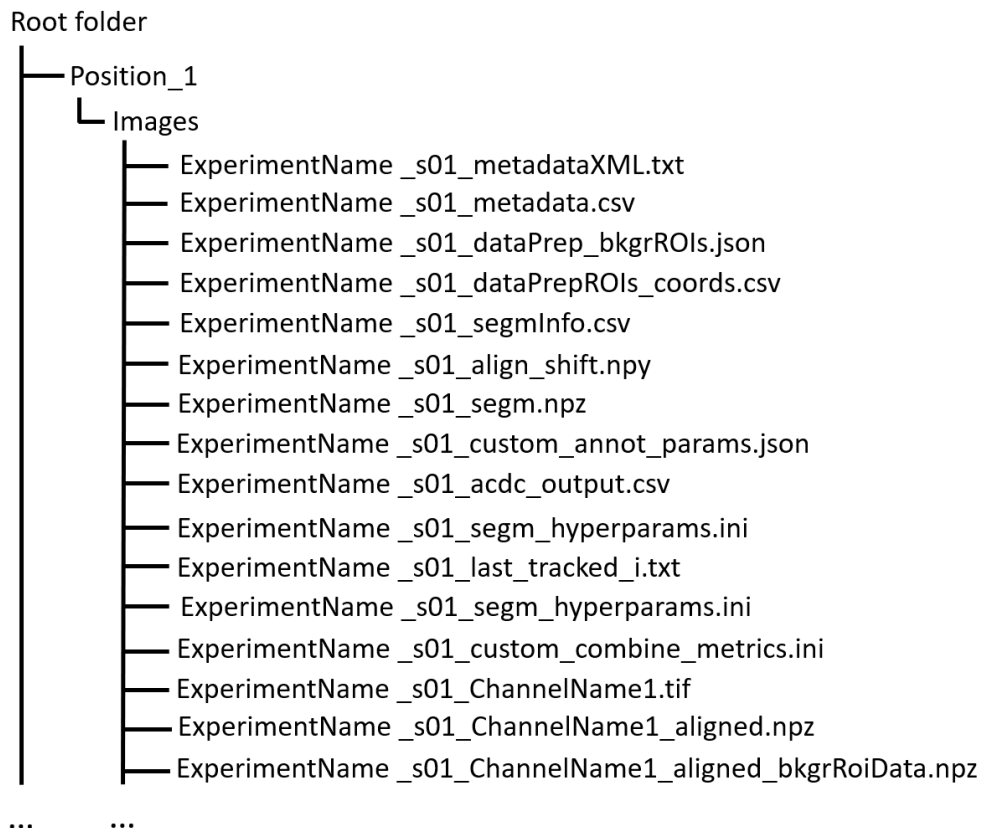 Root folder
Position_1
Images
ExperimentName _s01_metadataXML.txt
ExperimentName _s01_metadata.csv
ExperimentName _s01_dataPrep_bkgrROIs.json
ExperimentName _s01_dataPrepROIs_coords.csv
ExperimentName _s01_segmInfo.csv
ExperimentName _s01_align_shift.npy
ExperimentName _s01_segm.npz
ExperimentName _s01_custom_annot_params.json
ExperimentName _s01_acdc_output.csv
ExperimentName _s01_segm_hyperparams.ini
ExperimentName _s01_last_tracked_i.txt
ExperimentName _s01_segm_hyperparams.ini
ExperimentName _s01_custom_combine_metrics.ini
ExperimentName _s01_ChannelName1.tif
ExperimentName _s01_ChannelName1_aligned.npz
ExperimentName _s01_ChannelName1_aligned_bkgrRoiData.npz
... ...